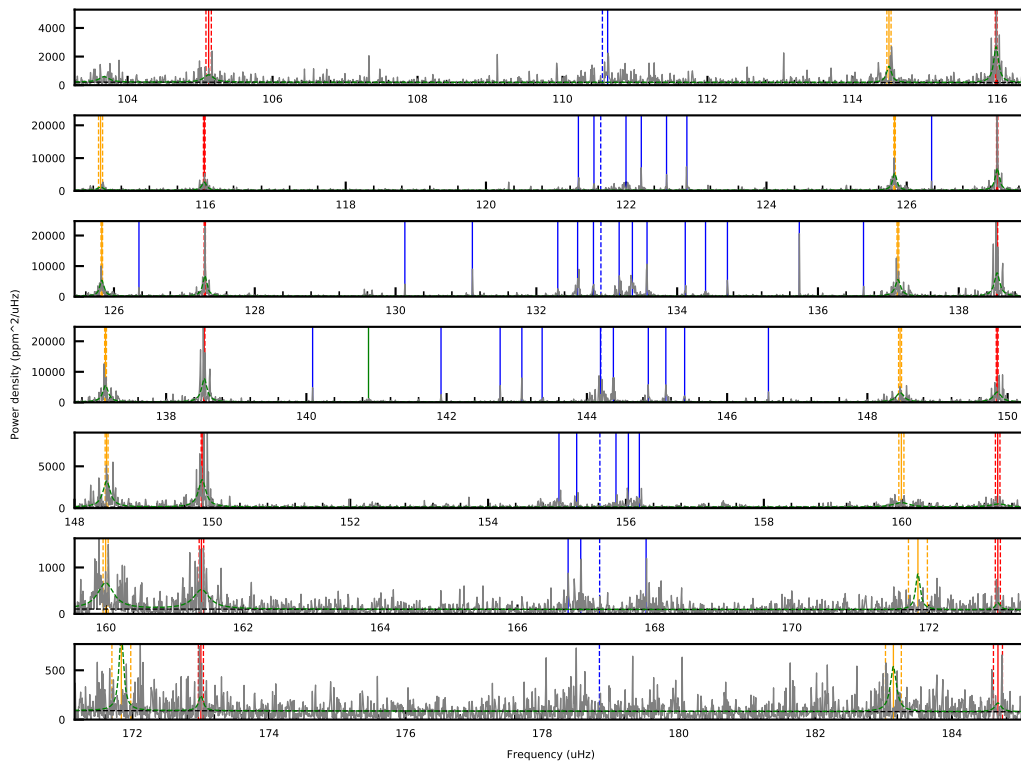 4000
2000
0
104 106 108 110 112 114 116
20000
10000
0
116 118 120 122 124 126
20000
10000
0
126 128 130 132 134 136 138
20000
10000
0
138 140 142 144 146 148 150
5000
0
148 150 152 154 156 158 160
1000
0
160 162 164 166 168 170 172
500
0
172 174 176 178 180 182 184
Power density (ppm^2/uHz)
Frequency (uHz)